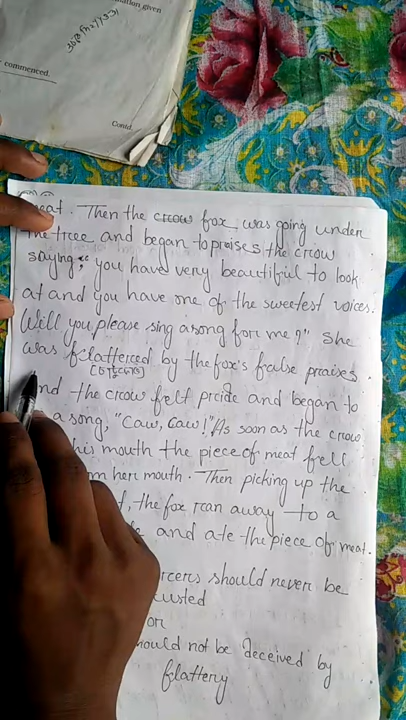 mation given
commenced.
Contd.
meat. Then the crow fox was going under
the tree and began to praises the crow
saying, "you have very beautiful to look
at and you have one of the sweetest voices.
Will you please sing a song for me?" She
was flattered by the fox's false praises.
And the crow felt pride and began to
a song, "Caw, Caw!" As soon as the crow
his mouth the piece of meat fell
her mouth. Then picking up the
the fox ran away to a
and ate the piece of meat.
should never be
or
should not be deceived by
flattery